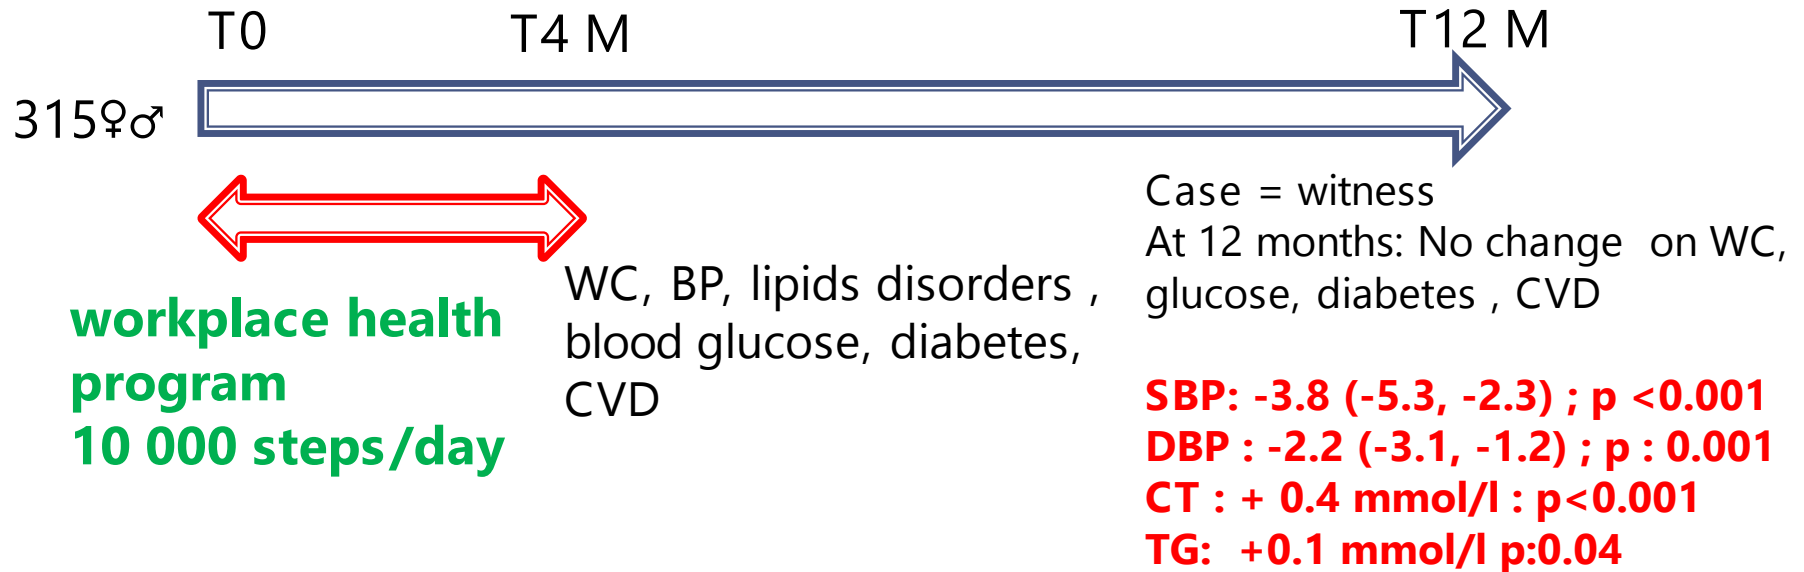 T0
T4 M
T12 M
315♀♂
workplace health
program
10 000 steps/day
WC, BP, lipids disorders ,
blood glucose, diabetes,
CVD
Case = witness
At 12 months: No change on WC,
glucose, diabetes , CVD
SBP: -3.8 (-5.3, -2.3) ; p <0.001
DBP : -2.2 (-3.1, -1.2) ; p : 0.001
CT : + 0.4 mmol/l : p<0.001
TG: +0.1 mmol/l p:0.04